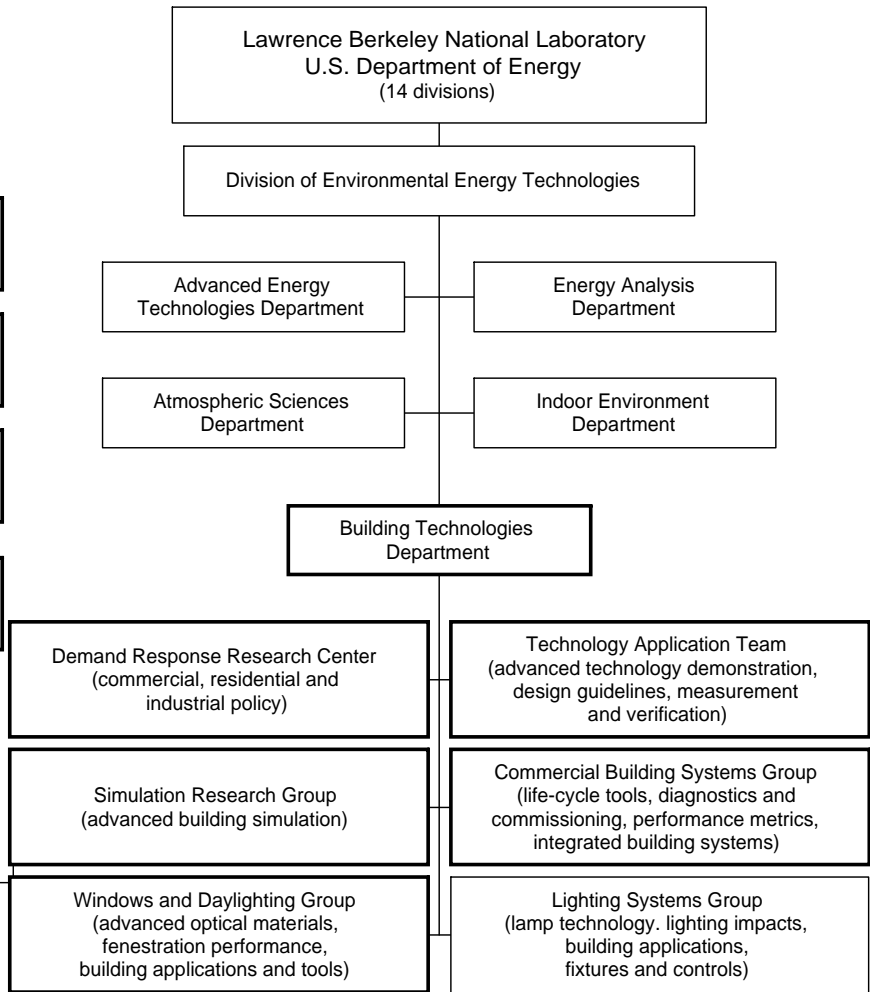 Lawrence Berkeley National Laboratory
U.S. Department of Energy
(14 divisions)
Division of Environmental Energy Technologies
Advanced Energy
Technologies Department
Energy Analysis
Department
Atmospheric Sciences
Department
Indoor Environment
Department
Building Technologies
Department
Demand Response Research Center
(commercial, residential and
industrial policy)
Technology Application Team
(advanced technology demonstration,
design guidelines, measurement
and verification)
Simulation Research Group
(advanced building simulation)
Commercial Building Systems Group
(life-cycle tools, diagnostics and
commissioning, performance metrics,
integrated building systems)
Windows and Daylighting Group
(advanced optical materials,
fenestration performance,
building applications and tools)
Lighting Systems Group
(lamp technology. lighting impacts,
building applications,
fixtures and controls)